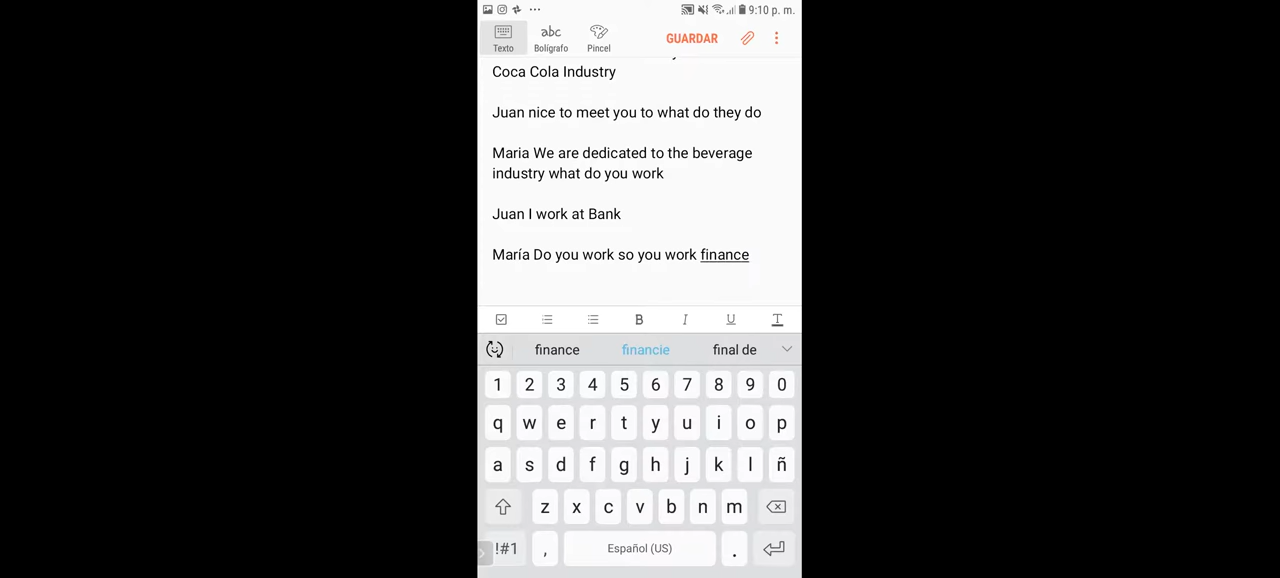 9:10 p. m.
Texto
abc
Bolígrafo
Pincel
GUARDAR
Coca Cola Industry
Juan nice to meet you to what do they do
Maria We are dedicated to the beverage
industry what do you work
Juan I work at Bank
María Do you work so you work finance
B I U T
finance financie final de
1 2 3 4 5 6 7 8 9 0
q w e r t y u i o p
a s d f g h j k l ñ
z x c v b n m
!#1 , Español (US) .